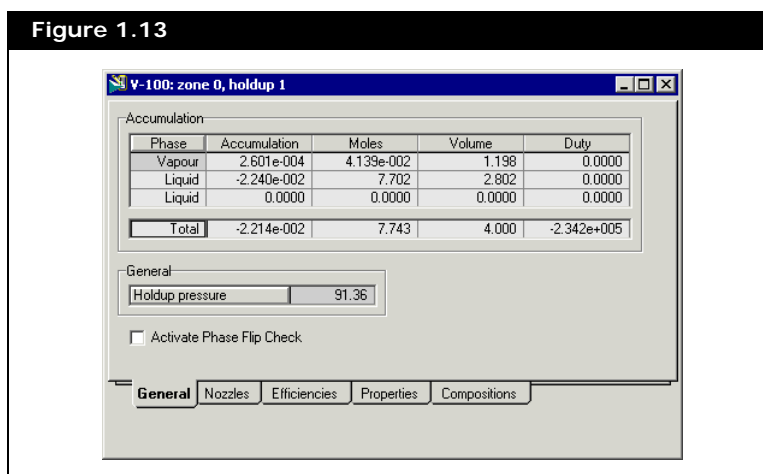 Figure 1.13
V-100: zone 0, holdup 1
Accumulation
Phase Accumulation Moles Volume Duty
Vapour 2.601e-004 4.139e-002 1.198 0.0000
Liquid -2.240e-002 7.702 2.802 0.0000
Liquid 0.0000 0.0000 0.0000 0.0000
Total -2.214e-002 7.743 4.000 -2.342e+005
General
Holdup pressure 91.36
Activate Phase Flip Check
General Nozzles Efficiencies Properties Compositions